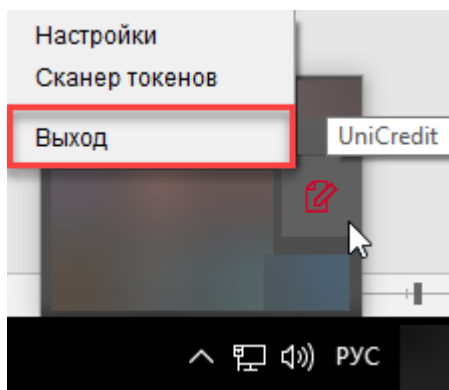 Настройки
Сканер токенов
Выход
UniCredit
РУС